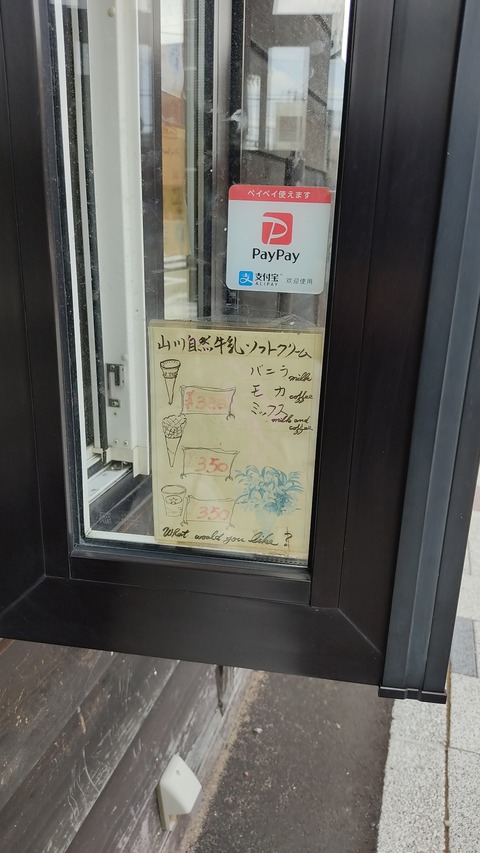 ペイペイ使えます
PayPay
支付宝
ALIPAY
欢迎使用
山川自然牛乳ソフトクリーム
バニラ milk
モカ coffee
ミックス milk and coffee
350
350
What would you like?